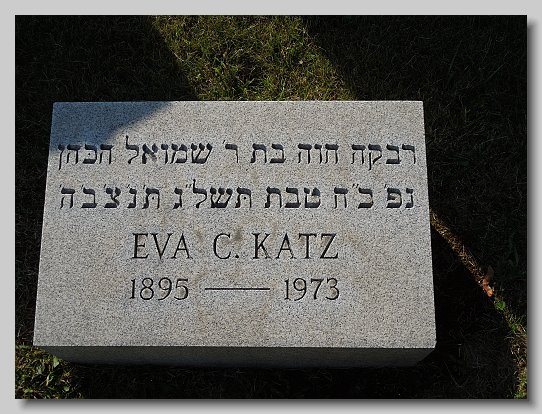 רבקה חוה בת ר׳ שמואל הכהן
נפ׳ כ״ח טבת תשל״ג תנצבה
EVA C. KATZ
1895 — 1973